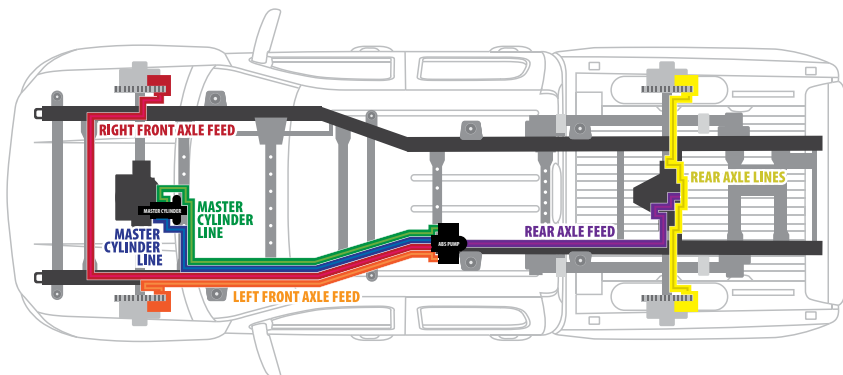 RIGHT FRONT AXLE FEED
MASTER CYLINDER
MASTER
CYLINDER
LINE
MASTER
CYLINDER
LINE
LEFT FRONT AXLE FEED
ABS PUMP
REAR AXLE FEED
REAR AXLE LINES